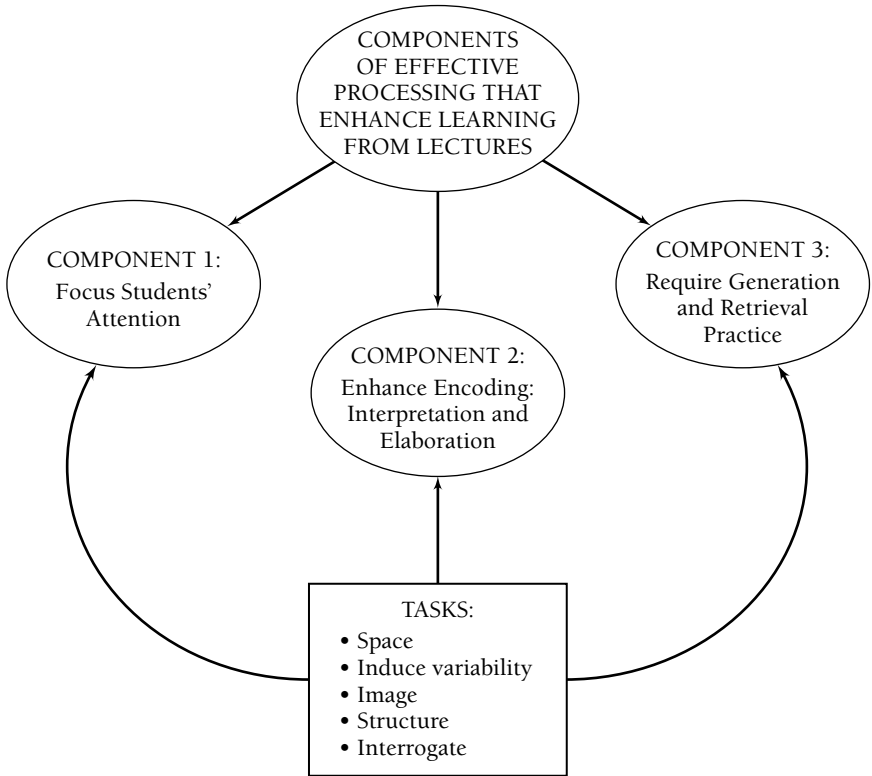 COMPONENTS
OF EFFECTIVE
PROCESSING THAT
ENHANCE LEARNING
FROM LECTURES
COMPONENT 1:
Focus Students’
Attention
COMPONENT 2:
Enhance Encoding:
Interpretation and
Elaboration
COMPONENT 3:
Require Generation
and Retrieval
Practice
TASKS:
• Space
• Induce variability
• Image
• Structure
• Interrogate